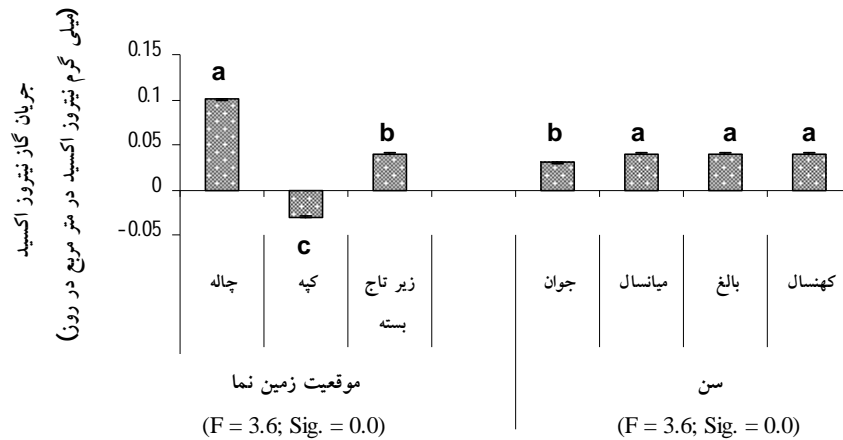 جریان گاز نیتروز اکسید
(میلی گرم نیتروز اکسید در متر مربع در روز)
0.15
0.1
0.05
0
-0.05
a
c
b
b
a
a
a
چاله
کپه
زیر تاج
بسته
جوان
میانسال
بالغ
کهنسال
موقعیت زمین نما
سن
(F = 3.6; Sig. = 0.0)
(F = 3.6; Sig. = 0.0)